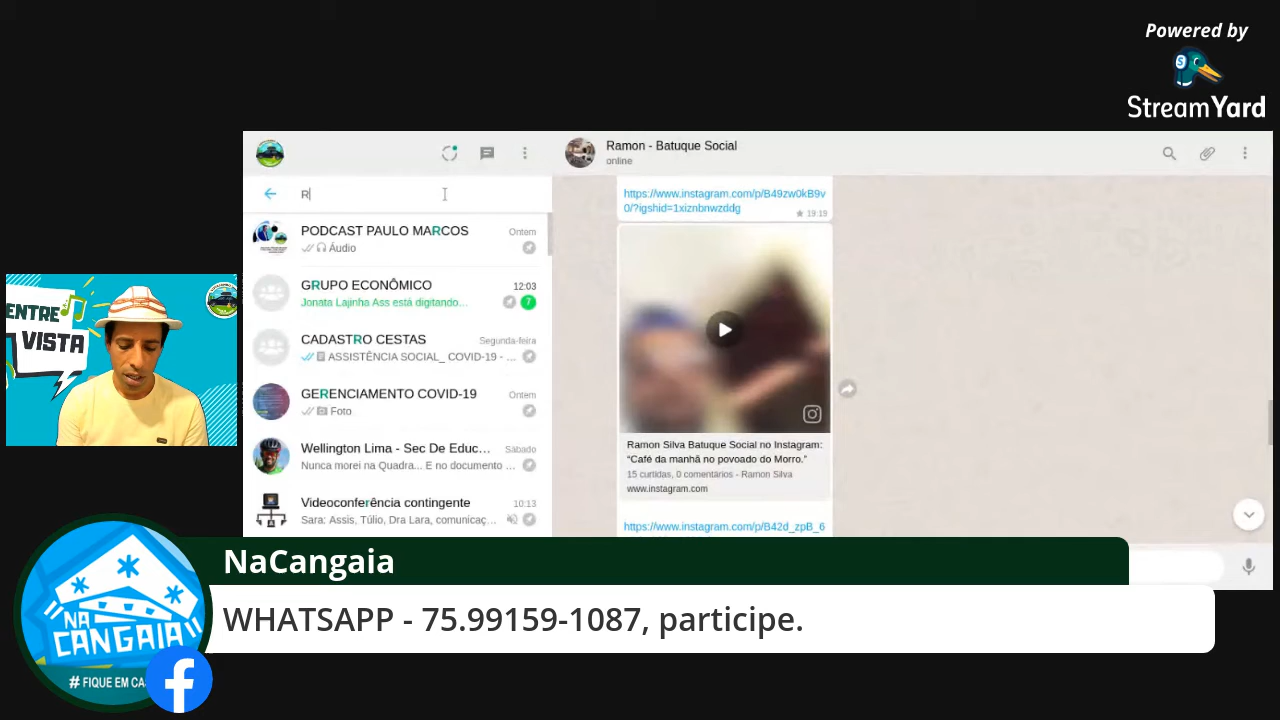 Powered by
StreamYard
Ramon - Batuque Social
online
R
https://www.instagram.com/p/B49zw0kB9v
0/?igshid=1xiznbnwzddg
19:19
PODCAST PAULO MARCOS
Ontem
Áudio
GRUPO ECONÔMICO
12:03
Jonata Lajinha Ass está digitando...
7
CADASTRO CESTAS
Segunda-feira
ASSISTÊNCIA SOCIAL_ COVID-19 - ...
GERENCIAMENTO COVID-19
Ontem
Foto
Wellington Lima - Sec De Educ...
Sábado
Nunca morei na Quadra... E no documento ...
Videoconferência contingente
10:13
Sara: Assis, Túlio, Dra Lara, comunicaç...
Ramon Silva Batuque Social no Instagram:
“Café da manhã no povoado do Morro.”
15 curtidas, 0 comentários - Ramon Silva
www.instagram.com
https://www.instagram.com/p/B42d_zpB_6
ENTRE
VISTA
NaCangaia
WHATSAPP - 75.99159-1087, participe.
NA
CANGAIA
# FIQUE EM CA